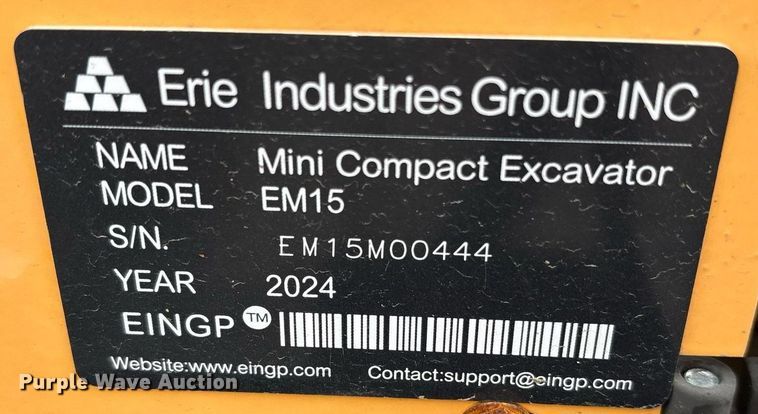 Erie Industries Group INC
NAME Mini Compact Excavator
MODEL EM15
S/N. EM15M00444
YEAR 2024
EINGP TM
Website:www.eingp.com Contact:support@eingp.com
Purple Wave Auction